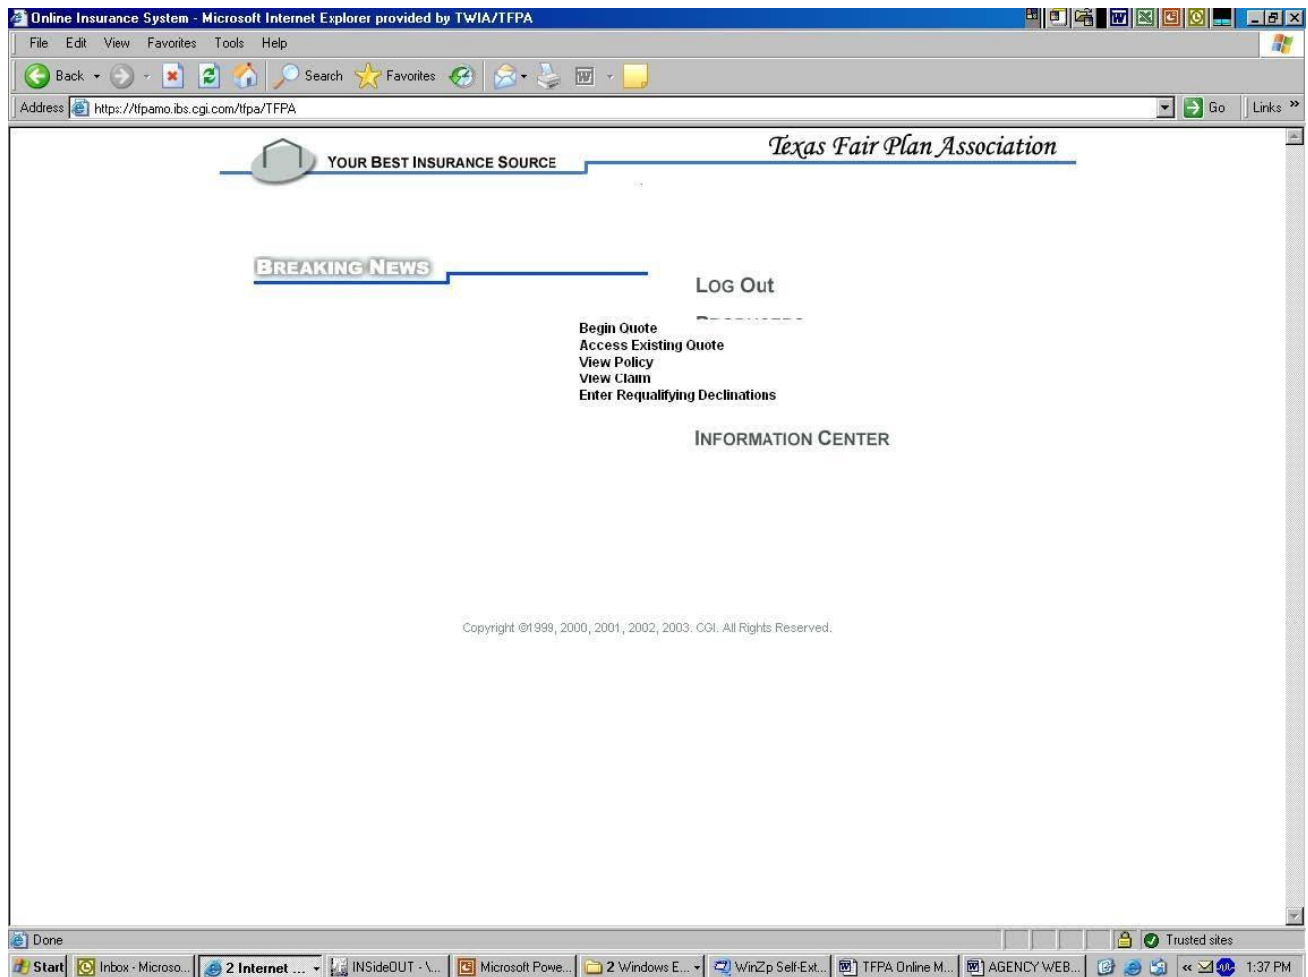 Online Insurance System - Microsoft Internet Explorer provided by TWIA/TFPA
File Edit View Favorites Tools Help
Back Search Favorites
Address https://tfpamo.ibs.cgi.com/tfpa/TFPA Go Links »
YOUR BEST INSURANCE SOURCE
Texas Fair Plan Association
BREAKING NEWS
LOG OUT
Begin Quote
Access Existing Quote
View Policy
View Claim
Enter Requalifying Declinations
INFORMATION CENTER
Copyright ©1999, 2000, 2001, 2002, 2003. CGI. All Rights Reserved.
Done Trusted sites
Start Inbox - Microso... 2 Internet ... INSideOUT - \... Microsoft Powe... 2 Windows E... WinZp Self-Ext... TFPA Online M... AGENCY WEB... « 1:37 PM